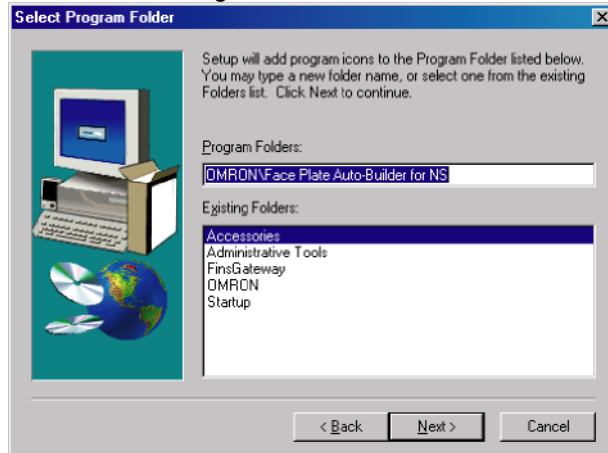 Select Program Folder
Setup will add program icons to the Program Folder listed below.
You may type a new folder name, or select one from the existing
Folders list. Click Next to continue.
Program Folders:
OMRON\Face Plate Auto-Builder for NS
Existing Folders:
Accessories
Administrative Tools
FinsGateway
OMRON
Startup
< Back
Next >
Cancel